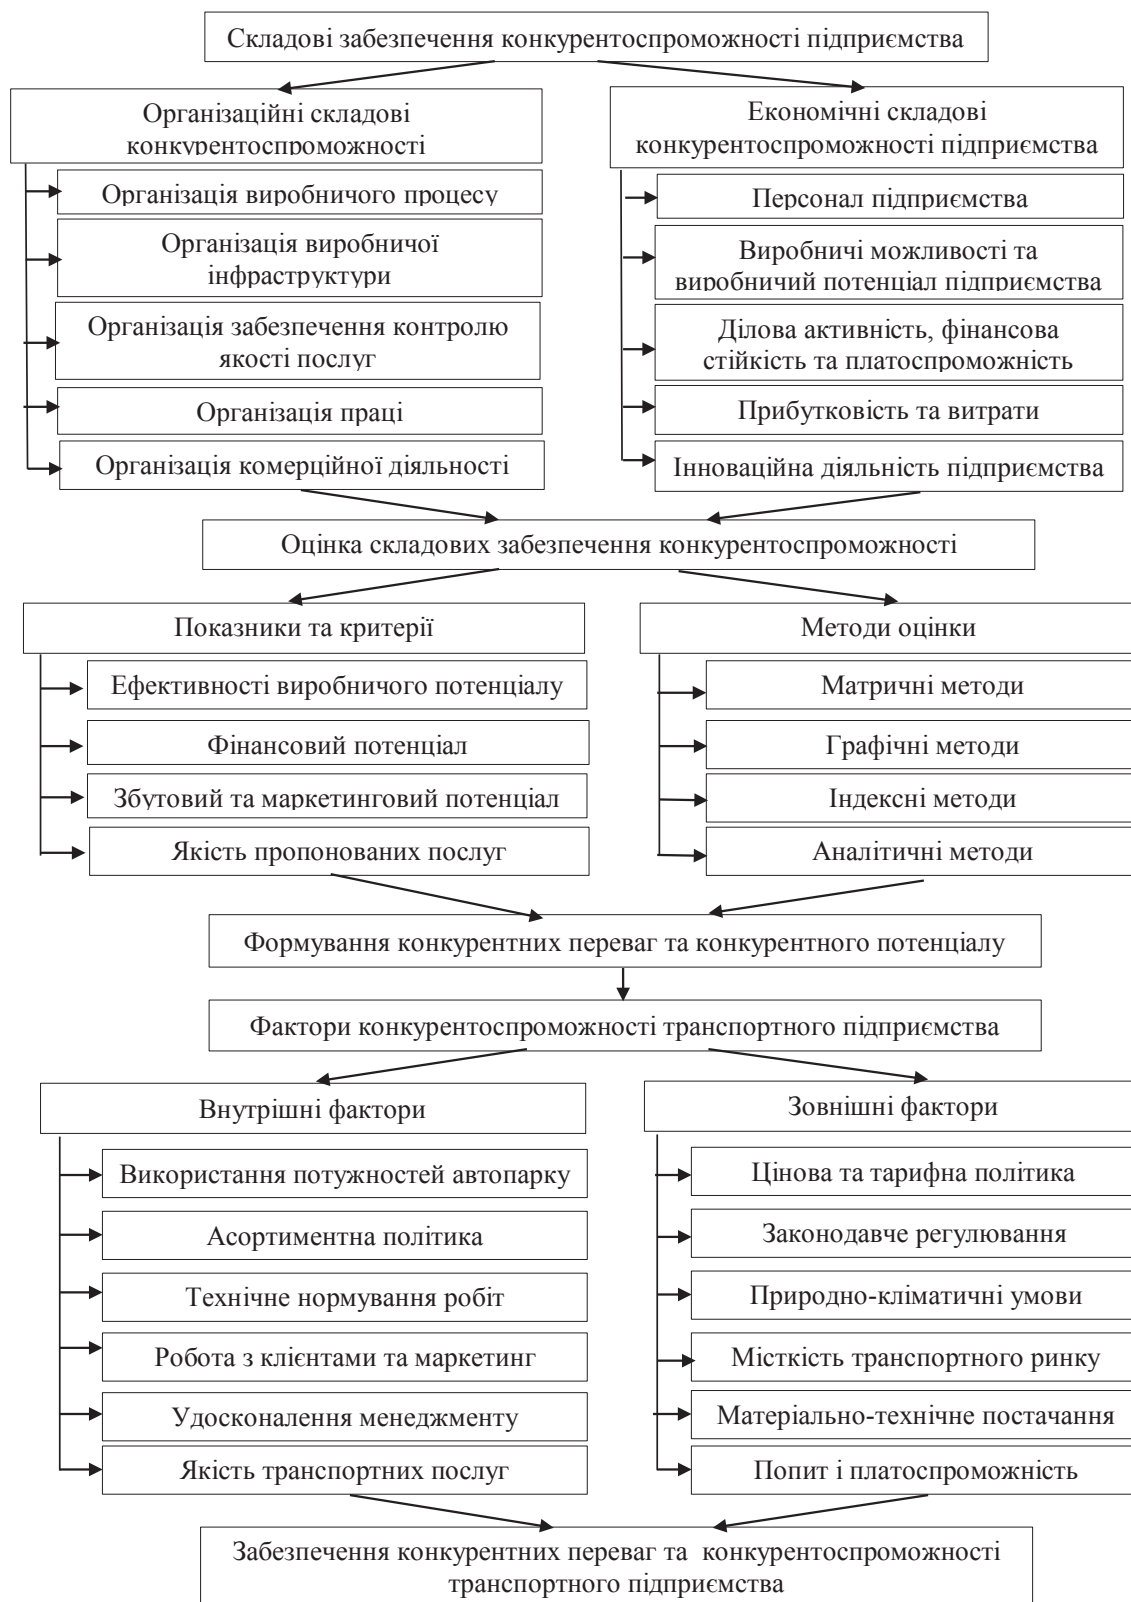 Складові забезпечення конкурентоспроможності підприємства
Організаційні складові
конкурентоспроможності
Організація виробничого процесу
Організація виробничої
інфраструктури
Організація забезпечення контролю
якості послуг
Організація праці
Організація комерційної діяльності
Економічні складові
конкурентоспроможності підприємства
Персонал підприємства
Виробничі можливості та
виробничий потенціал підприємства
Ділова активність, фінансова
стійкість та платоспроможність
Прибутковість та витрати
Інноваційна діяльність підприємства
Оцінка складових забезпечення конкурентоспроможності
Показники та критерії
Ефективності виробничого потенціалу
Фінансовий потенціал
Збутовий та маркетинговий потенціал
Якість пропонованих послуг
Методи оцінки
Матричні методи
Графічні методи
Індексні методи
Аналітичні методи
Формування конкурентних переваг та конкурентного потенціалу
Фактори конкурентоспроможності транспортного підприємства
Внутрішні фактори
Використання потужностей автопарку
Асортиментна політика
Технічне нормування робіт
Робота з клієнтами та маркетинг
Удосконалення менеджменту
Якість транспортних послуг
Зовнішні фактори
Цінова та тарифна політика
Законодавче регулювання
Природно-кліматичні умови
Місткість транспортного ринку
Матеріально-технічне постачання
Попит і платоспроможність
Забезпечення конкурентних переваг та конкурентоспроможності
транспортного підприємства